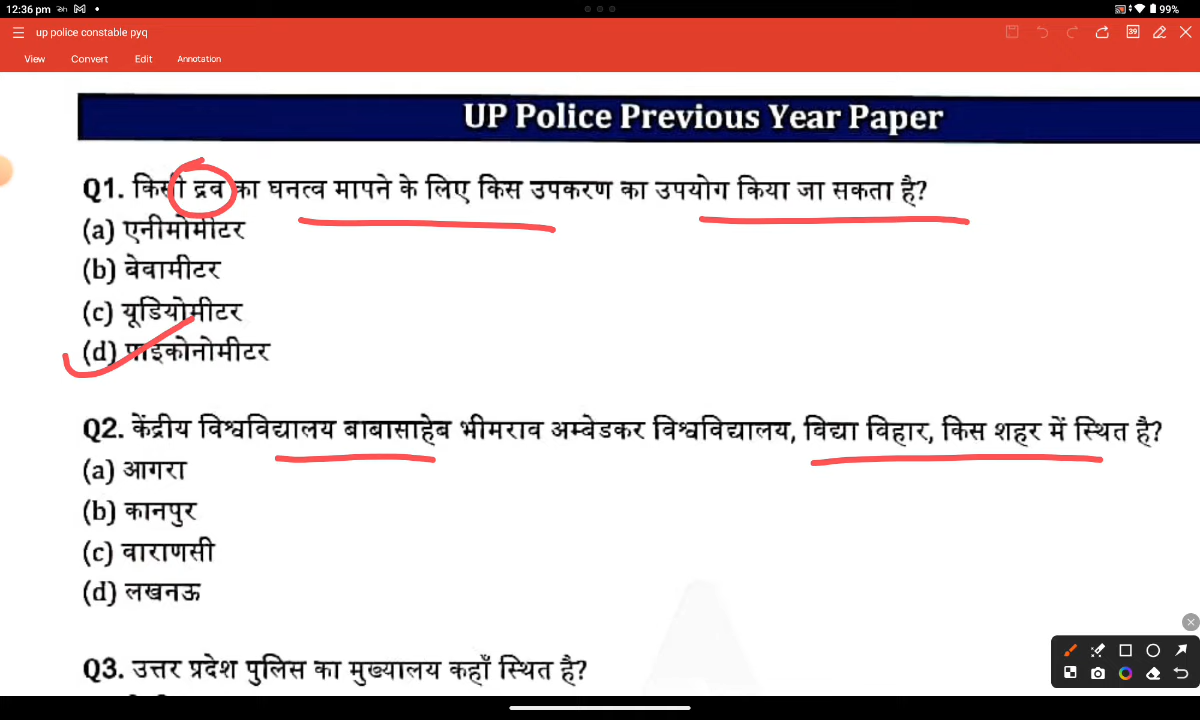 12:36 pm
99%
up police constable pyq
39
View Convert Edit Annotation
UP Police Previous Year Paper
Q1. किसी द्रव का घनत्व मापने के लिए किस उपकरण का उपयोग किया जा सकता है?
(a) एनीमोमीटर
(b) बेवामीटर
(c) यूडियोमीटर
(d) पाइकोनोमीटर
Q2. केंद्रीय विश्वविद्यालय बाबासाहेब भीमराव अम्बेडकर विश्वविद्यालय, विद्या विहार, किस शहर में स्थित है?
(a) आगरा
(b) कानपुर
(c) वाराणसी
(d) लखनऊ
Q3. उत्तर प्रदेश पुलिस का मुख्यालय कहाँ स्थित है?